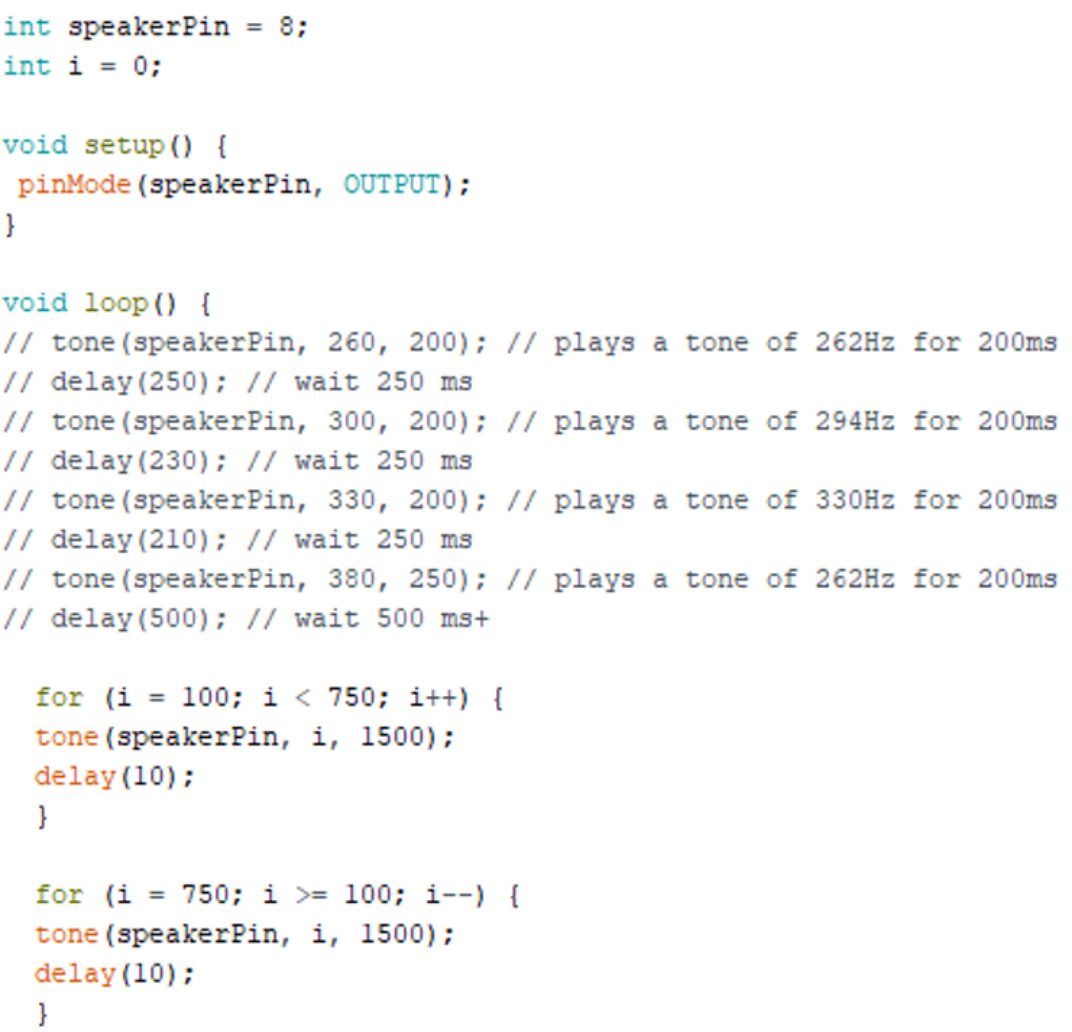 int speakerPin = 8;
int i = 0;
void setup() {
pinMode(speakerPin, OUTPUT);
}
void loop() {
// tone(speakerPin, 260, 200); // plays a tone of 262Hz for 200ms
// delay(250); // wait 250 ms
// tone(speakerPin, 300, 200); // plays a tone of 294Hz for 200ms
// delay(230); // wait 250 ms
// tone(speakerPin, 330, 200); // plays a tone of 330Hz for 200ms
// delay(210); // wait 250 ms
// tone(speakerPin, 380, 250); // plays a tone of 262Hz for 200ms
// delay(500); // wait 500 ms+
for (i = 100; i < 750; i++) {
tone(speakerPin, i, 1500);
delay(10);
}
for (i = 750; i >= 100; i--) {
tone(speakerPin, i, 1500);
delay(10);
}